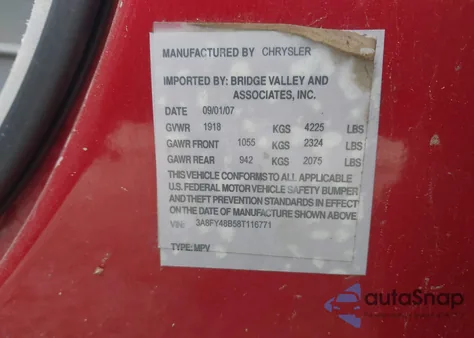 MANUFACTURED BY CHRYSLER
IMPORTED BY: BRIDGE VALLEY AND
ASSOCIATES, INC.
DATE 09/01/07
GVWR 1918 KGS 4225 LBS
GAWR FRONT 1055 KGS 2324 LBS
GAWR REAR 942 KGS 2075 LBS
THIS VEHICLE CONFORMS TO ALL APPLICABLE
U.S. FEDERAL MOTOR VEHICLE SAFETY BUMPER
AND THEFT PREVENTION STANDARDS IN EFFECT
ON THE DATE OF MANUFACTURE SHOWN ABOVE
VIN: 3A8FY48B58T116771
TYPE: MPV
autoSnap